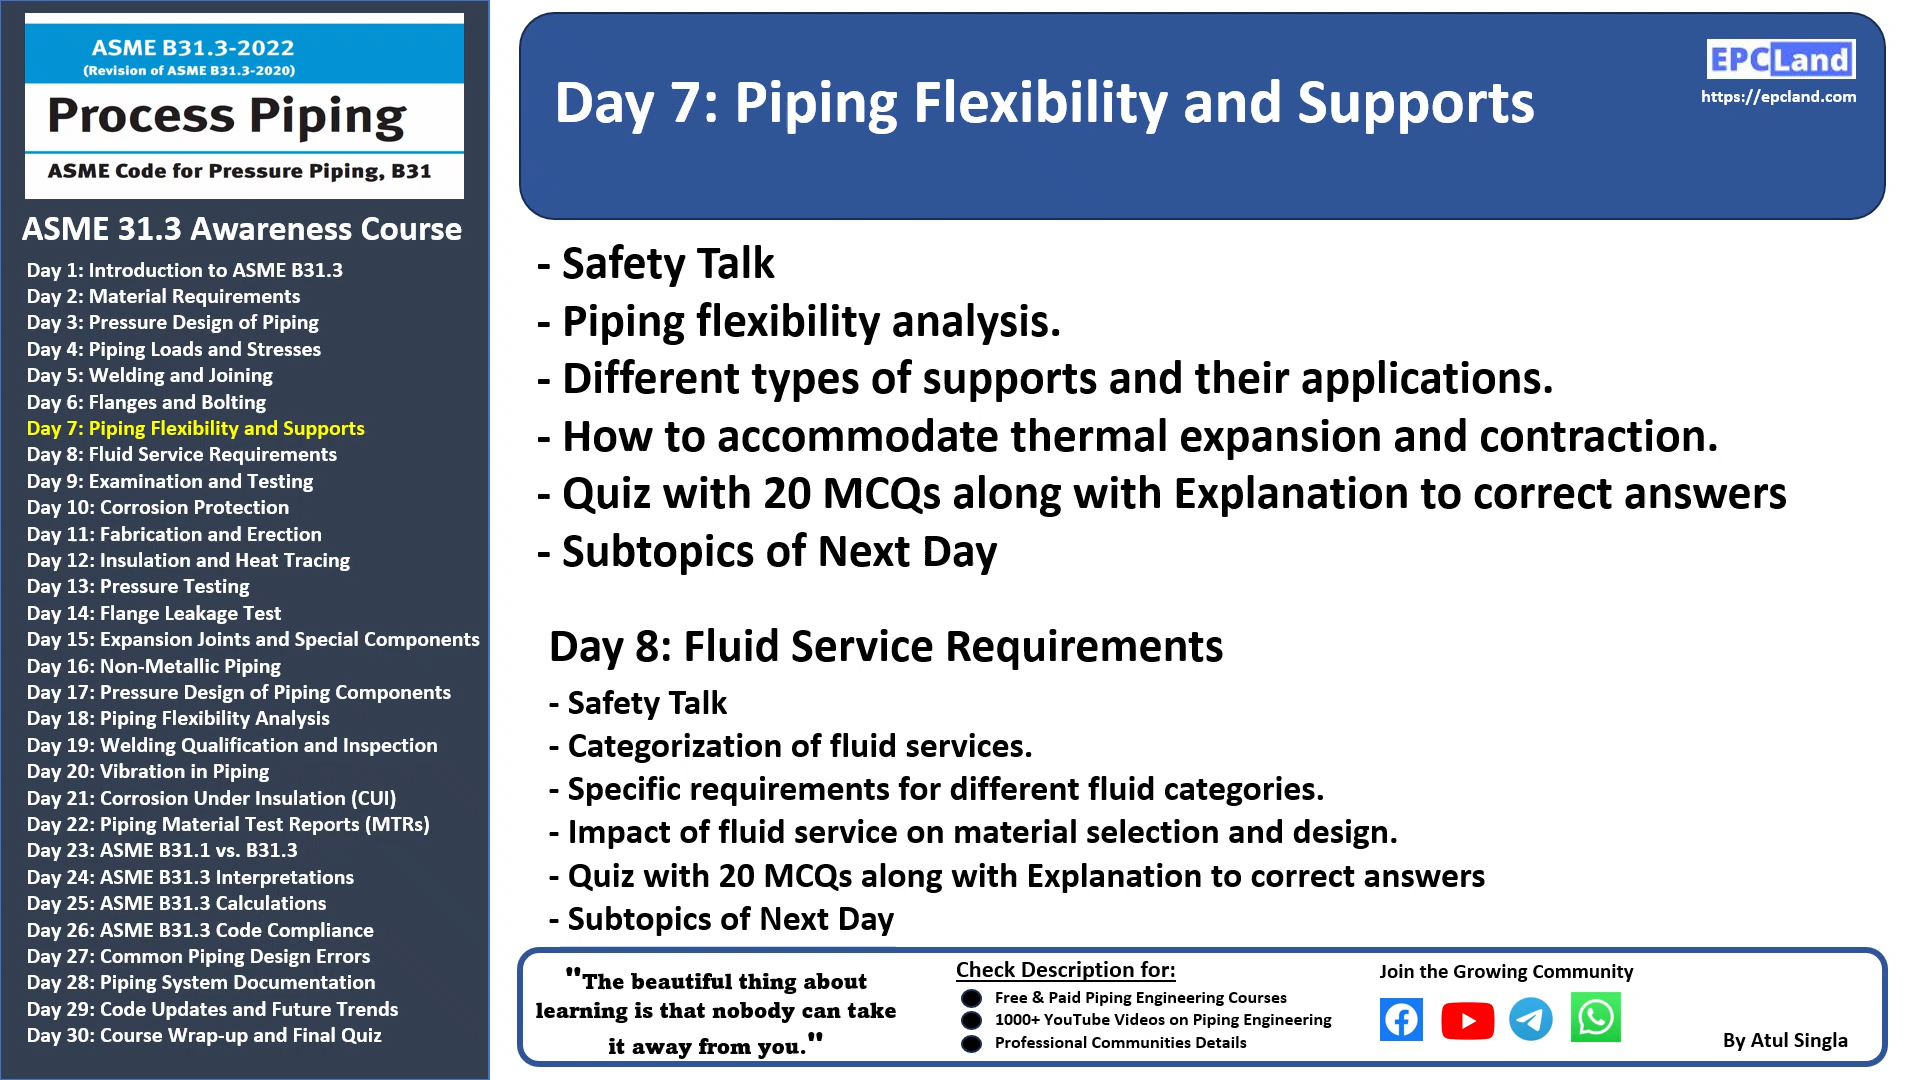 ASME B31.3-2022
(Revision of ASME B31.3-2020)
Process Piping
ASME Code for Pressure Piping, B31
ASME 31.3 Awareness Course
Day 1: Introduction to ASME B31.3
Day 2: Material Requirements
Day 3: Pressure Design of Piping
Day 4: Piping Loads and Stresses
Day 5: Welding and Joining
Day 6: Flanges and Bolting
Day 7: Piping Flexibility and Supports
Day 8: Fluid Service Requirements
Day 9: Examination and Testing
Day 10: Corrosion Protection
Day 11: Fabrication and Erection
Day 12: Insulation and Heat Tracing
Day 13: Pressure Testing
Day 14: Flange Leakage Test
Day 15: Expansion Joints and Special Components
Day 16: Non-Metallic Piping
Day 17: Pressure Design of Piping Components
Day 18: Piping Flexibility Analysis
Day 19: Welding Qualification and Inspection
Day 20: Vibration in Piping
Day 21: Corrosion Under Insulation (CUI)
Day 22: Piping Material Test Reports (MTRs)
Day 23: ASME B31.1 vs. B31.3
Day 24: ASME B31.3 Interpretations
Day 25: ASME B31.3 Calculations
Day 26: ASME B31.3 Code Compliance
Day 27: Common Piping Design Errors
Day 28: Piping System Documentation
Day 29: Code Updates and Future Trends
Day 30: Course Wrap-up and Final Quiz
Day 7: Piping Flexibility and Supports
EPCLand
https://epcland.com
- Safety Talk
- Piping flexibility analysis.
- Different types of supports and their applications.
- How to accommodate thermal expansion and contraction.
- Quiz with 20 MCQs along with Explanation to correct answers
- Subtopics of Next Day
Day 8: Fluid Service Requirements
- Safety Talk
- Categorization of fluid services.
- Specific requirements for different fluid categories.
- Impact of fluid service on material selection and design.
- Quiz with 20 MCQs along with Explanation to correct answers
- Subtopics of Next Day
"The beautiful thing about
learning is that nobody can take
it away from you."
Check Description for:
Free & Paid Piping Engineering Courses
1000+ YouTube Videos on Piping Engineering
Professional Communities Details
Join the Growing Community
By Atul Singla